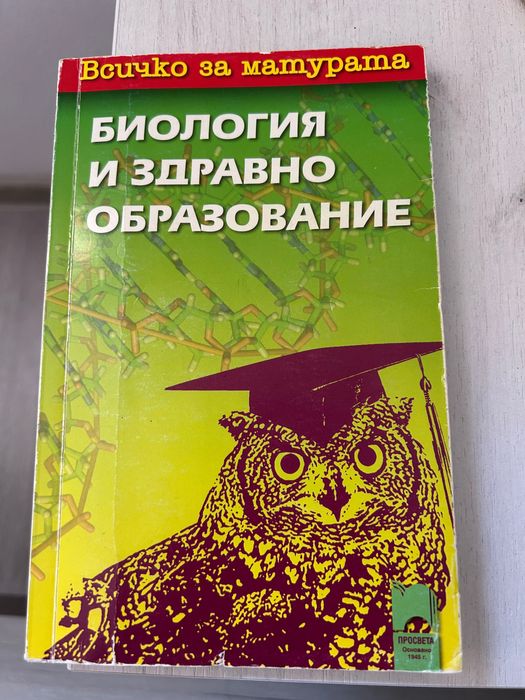 Всичко за матурата
БИОЛОГИЯ
И ЗДРАВНО
ОБРАЗОВАНИЕ
ПРОСВЕТА
Основано
1945 г.